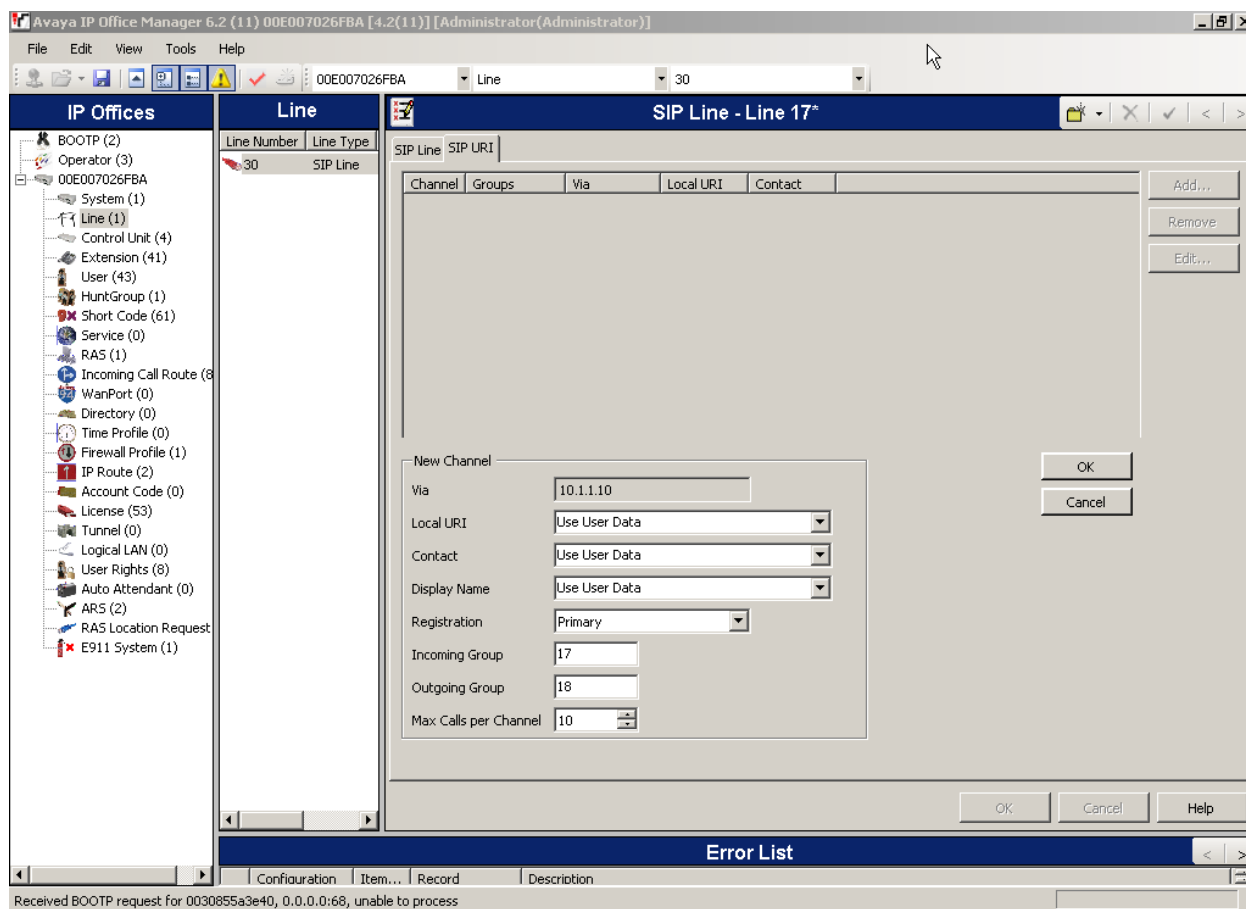 Avaya IP Office Manager 6.2 (11) 00E007026FBA [4.2(11)] [Administrator(Administrator)]
File Edit View Tools Help
00E007026FBA Line 30
IP Offices
BOOTP (2)
Operator (3)
00E007026FBA
System (1)
Line (1)
Control Unit (4)
Extension (41)
User (43)
HuntGroup (1)
Short Code (61)
Service (0)
RAS (1)
Incoming Call Route (8
WanPort (0)
Directory (0)
Time Profile (0)
Firewall Profile (1)
IP Route (2)
Account Code (0)
License (53)
Tunnel (0)
Logical LAN (0)
User Rights (8)
Auto Attendant (0)
ARS (2)
RAS Location Request
E911 System (1)
Line
Line Number Line Type
30 SIP Line
SIP Line - Line 17*
SIP Line SIP URI
Channel Groups Via Local URI Contact
Add...
Remove
Edit...
New Channel
Via 10.1.1.10
Local URI Use User Data
Contact Use User Data
Display Name Use User Data
Registration Primary
Incoming Group 17
Outgoing Group 18
Max Calls per Channel 10
OK
Cancel
OK Cancel Help
Error List
Configuration Item... Record Description
Received BOOTP request for 0030855a3e40, 0.0.0.0:68, unable to process